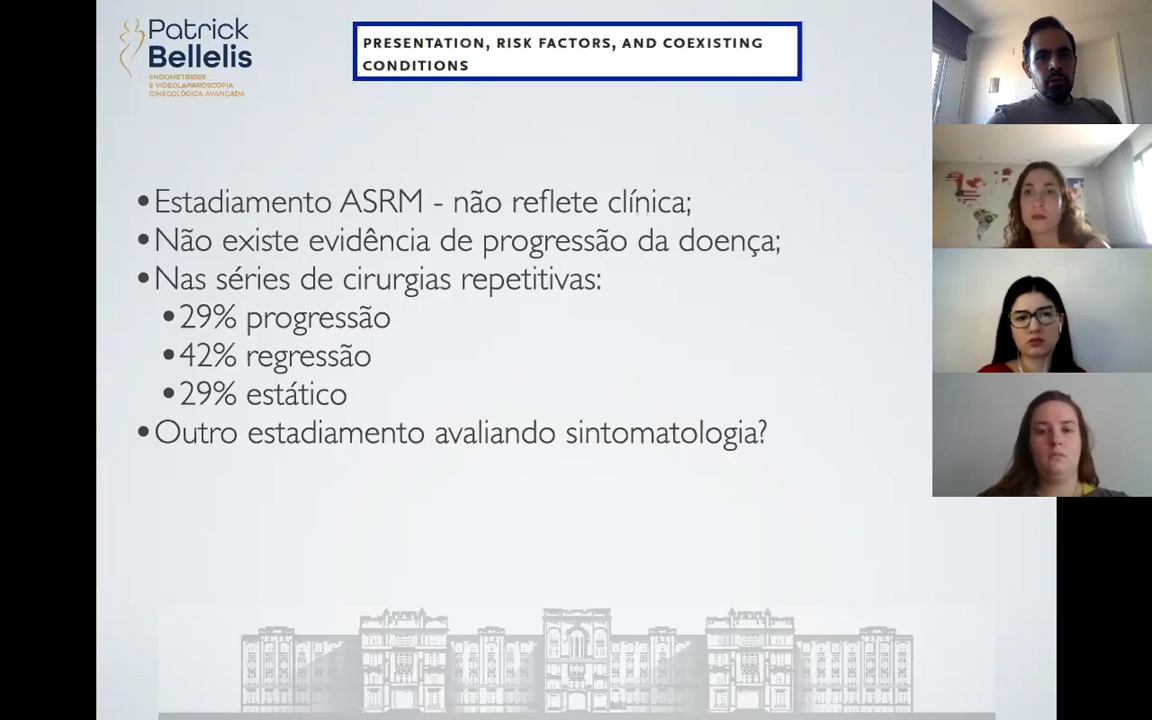 Patrick
Bellelis
ENDOMETRIOSE
E VIDEOLAPAROSCOPIA
GINECOLÓGICA AVANÇADA
PRESENTATION, RISK FACTORS, AND COEXISTING
CONDITIONS
•Estadiamento ASRM - não reflete clínica;
•Não existe evidência de progressão da doença;
•Nas séries de cirurgias repetitivas:
•29% progressão
•42% regressão
•29% estático
•Outro estadiamento avaliando sintomatologia?